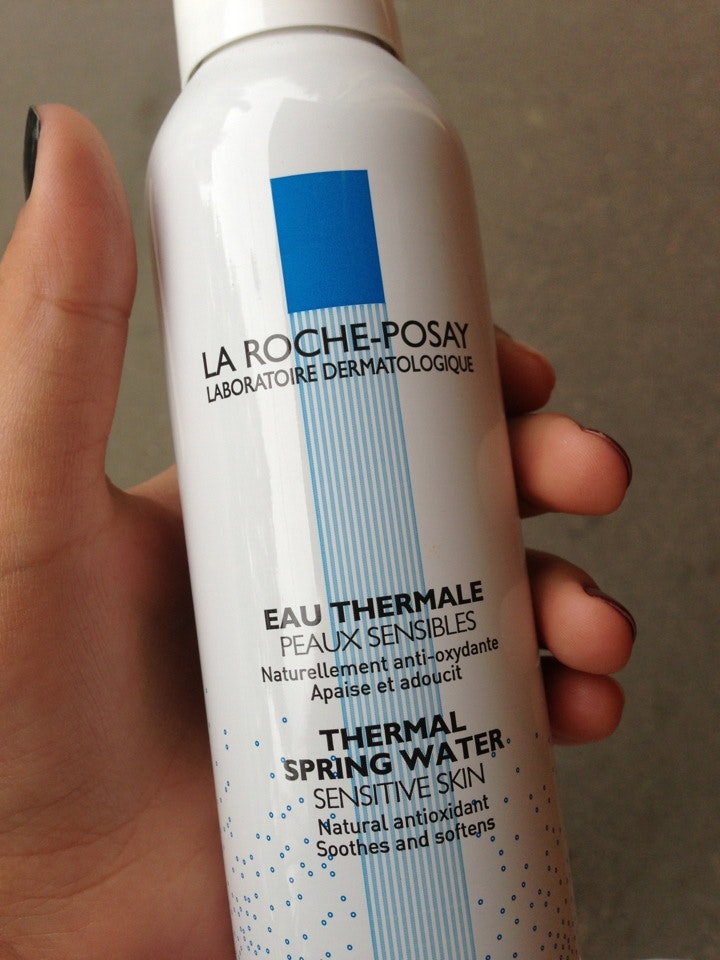 LA ROCHE-POSAY
LABORATOIRE DERMATOLOGIQUE
EAU THERMALE
PEAUX SENSIBLES
Naturellement anti-oxydante
Apaise et adoucit
THERMAL
SPRING WATER
SENSITIVE SKIN
Natural antioxidant
Soothes and softens